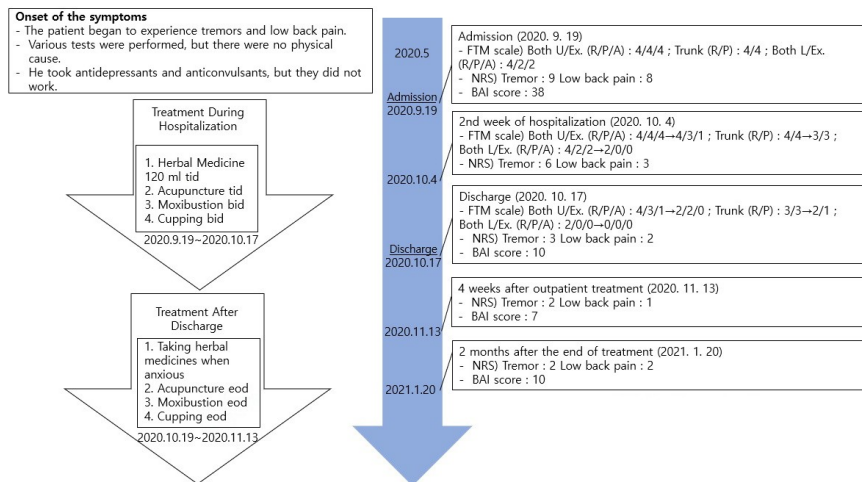 Onset of the symptoms
- The patient began to experience tremors and low back pain.
- Various tests were performed, but there were no physical
cause.
- He took antidepressants and anticonvulsants, but they did not
work.
Treatment During
Hospitalization
1. Herbal Medicine
120 ml tid
2. Acupuncture tid
3. Moxibustion bid
4. Cupping bid
2020.9.19~2020.10.17
Treatment After
Discharge
1. Taking herbal
medicines when
anxious
2. Acupuncture eod
3. Moxibustion eod
4. Cupping eod
2020.10.19~2020.11.13
2020.5
Admission
2020.9.19
2020.10.4
Discharge
2020.10.17
2020.11.13
2021.1.20
Admission (2020. 9. 19)
- FTM scale) Both U/Ex. (R/P/A) : 4/4/4 ; Trunk (R/P) : 4/4 ; Both L/Ex.
(R/P/A) : 4/2/2
- NRS) Tremor : 9 Low back pain : 8
- BAI score : 38
2nd week of hospitalization (2020. 10. 4)
- FTM scale) Both U/Ex. (R/P/A) : 4/4/4→4/3/1 ; Trunk (R/P) : 4/4→3/3 ;
Both L/Ex. (R/P/A) : 4/2/2→2/0/0
- NRS) Tremor : 6 Low back pain : 3
Discharge (2020. 10. 17)
- FTM scale) Both U/Ex. (R/P/A) : 4/3/1→2/2/0 ; Trunk (R/P) : 3/3→2/1 ;
Both L/Ex. (R/P/A) : 2/0/0→0/0/0
- NRS) Tremor : 3 Low back pain : 2
- BAI score : 10
4 weeks after outpatient treatment (2020. 11. 13)
- NRS) Tremor : 2 Low back pain : 1
- BAI score : 7
2 months after the end of treatment (2021. 1. 20)
- NRS) Tremor : 2 Low back pain : 2
- BAI score : 10